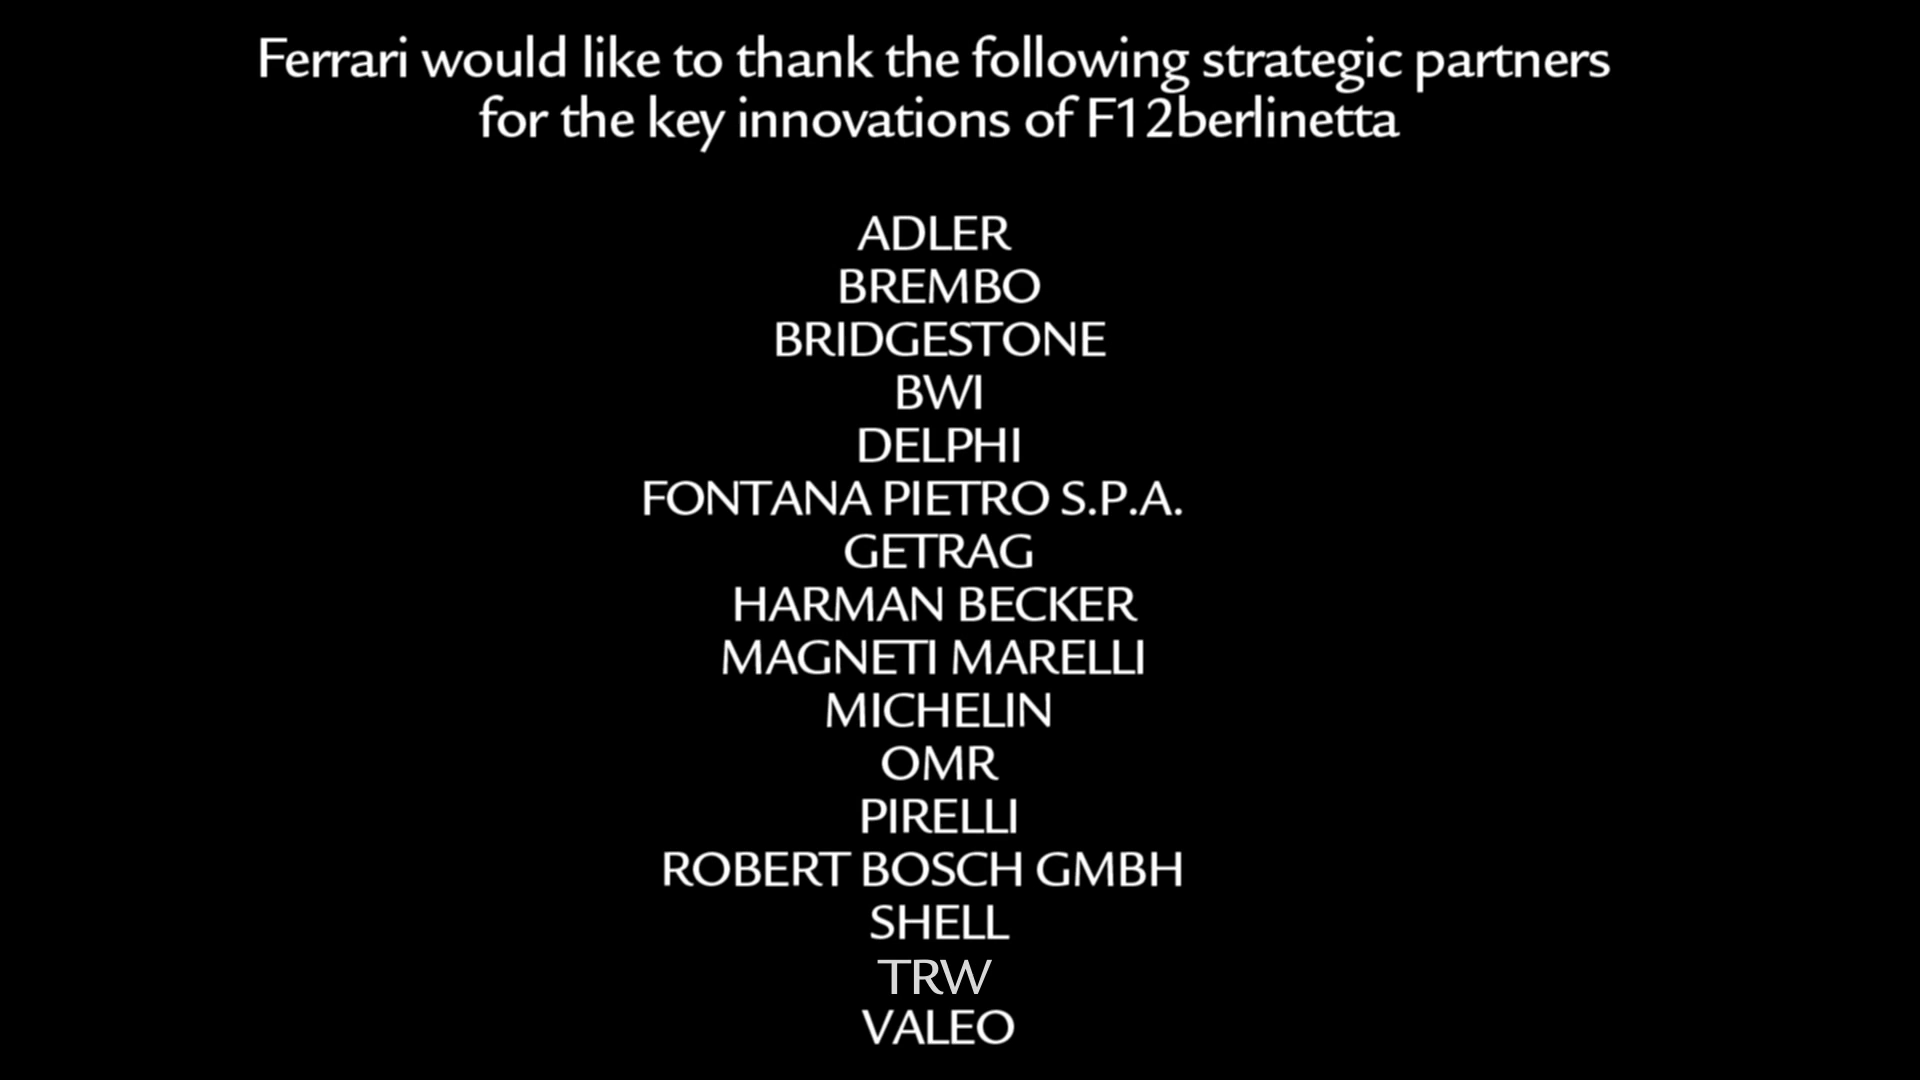 Ferrari would like to thank the following strategic partners
for the key innovations of F12berlinetta
ADLER
BREMBO
BRIDGESTONE
BWI
DELPHI
FONTANA PIETRO S.P.A.
GETRAG
HARMAN BECKER
MAGNETI MARELLI
MICHELIN
OMR
PIRELLI
ROBERT BOSCH GMBH
SHELL
TRW
VALEO